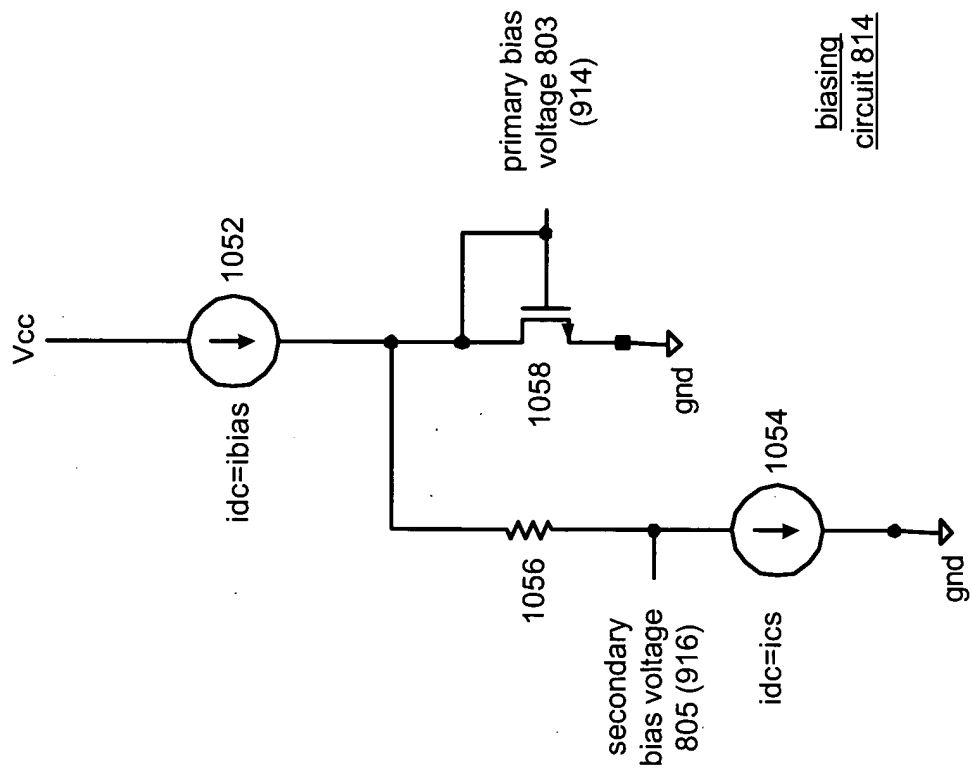 Vcc
1052
idc=ibias
primary bias
voltage 803
(914)
1058
gnd
1056
secondary
bias voltage
805 (916)
1054
idc=ics
gnd
biasing
circuit 814